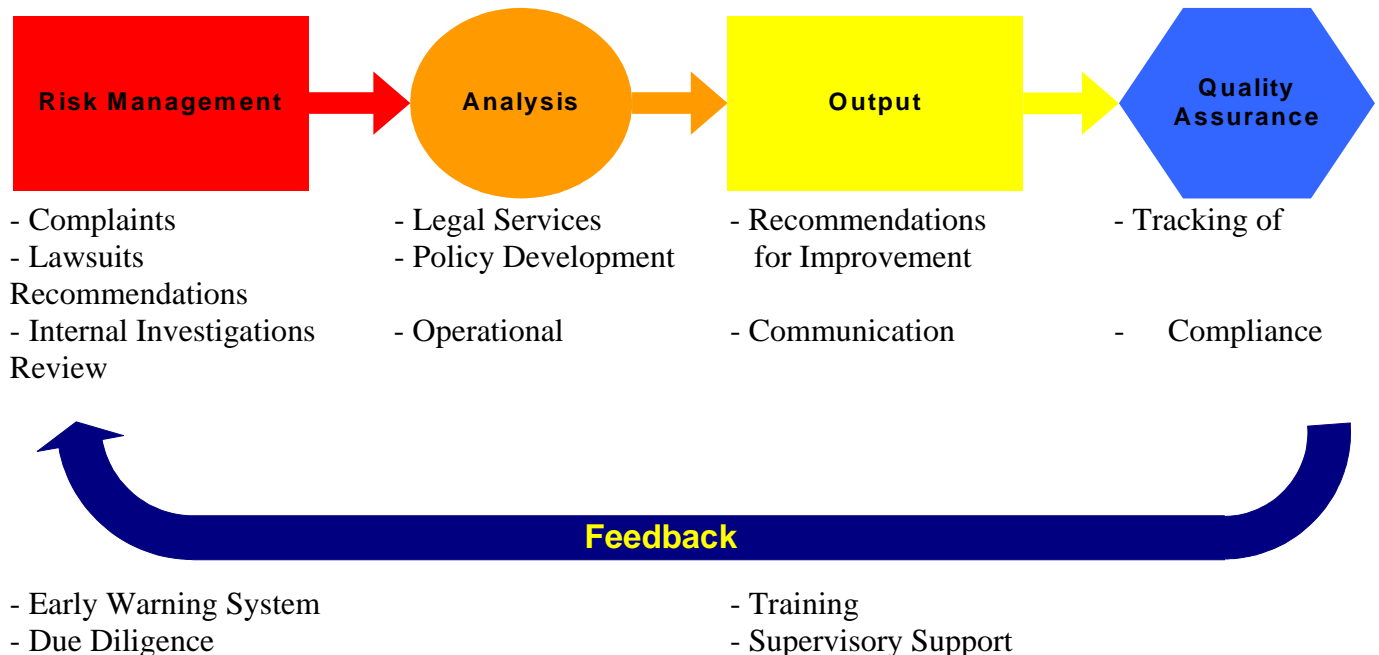 Risk Management
Analysis
Output
Quality
Assurance
- Complaints - Legal Services - Recommendations - Tracking of
- Lawsuits - Policy Development for Improvement
Recommendations
- Internal Investigations - Operational - Communication - Compliance
Review
Feedback
- Early Warning System - Training
- Due Diligence - Supervisory Support